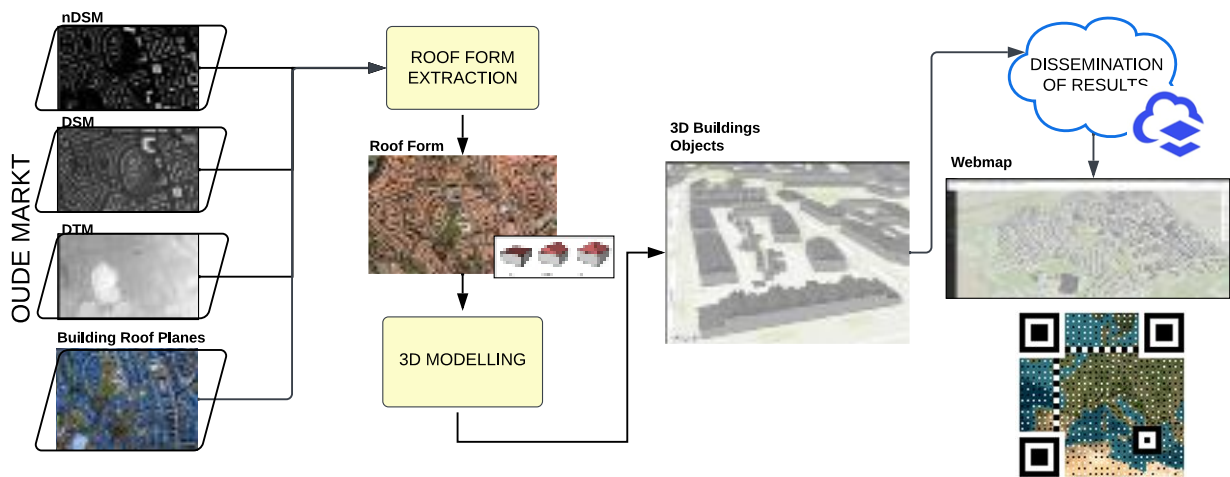 nDSM
DSM
DTM
Building Roof Planes
OUDE MARKT
ROOF FORM
EXTRACTION
Roof Form
3D MODELLING
3D Buildings
Objects
DISSEMINATION
OF RESULTS
Webmap